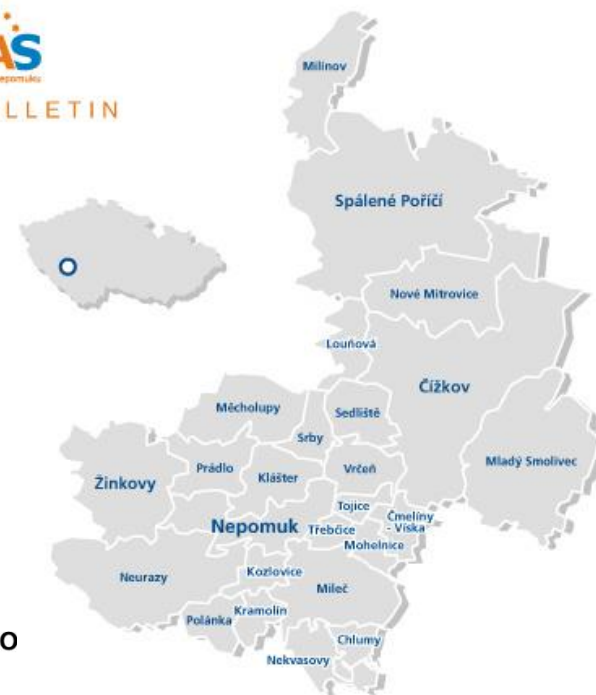 AS
LLETIN
Milínov
Spálené Poříčí
Nové Mitrovice
Louňová
Čížkov
Měcholupy
Sedliště
Srby
Mladý Smolivec
Žinkovy
Prádlo
Klášter
Vrčeň
Tojice
Čmelíny
- Víska
Nepomuk
Třebčice
Mohelnice
Neurazy
Kozlovice
Mileč
Polánka
Kramolín
Chlumy
Nekvasovy
o